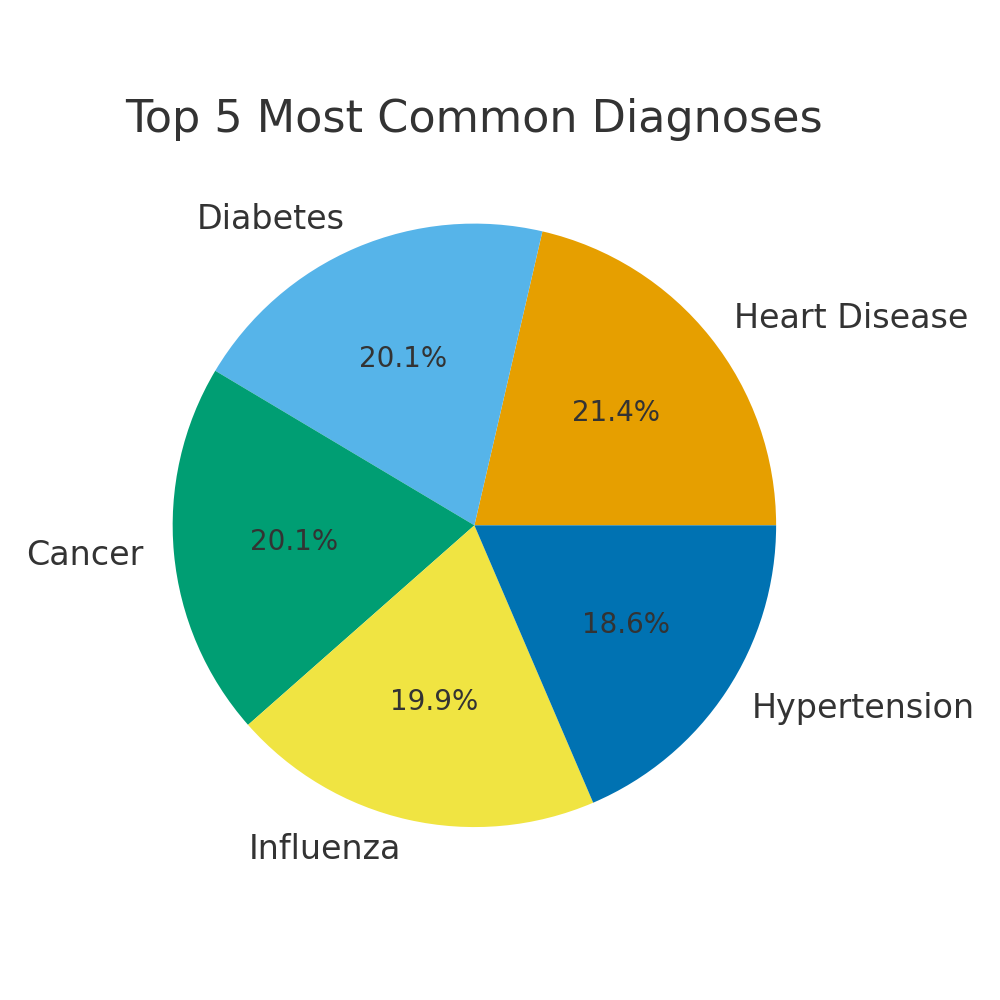 Top 5 Most Common Diagnoses
Diabetes
Heart Disease
20.1%
21.4%
Cancer
20.1%
18.6%
19.9%
Hypertension
Influenza